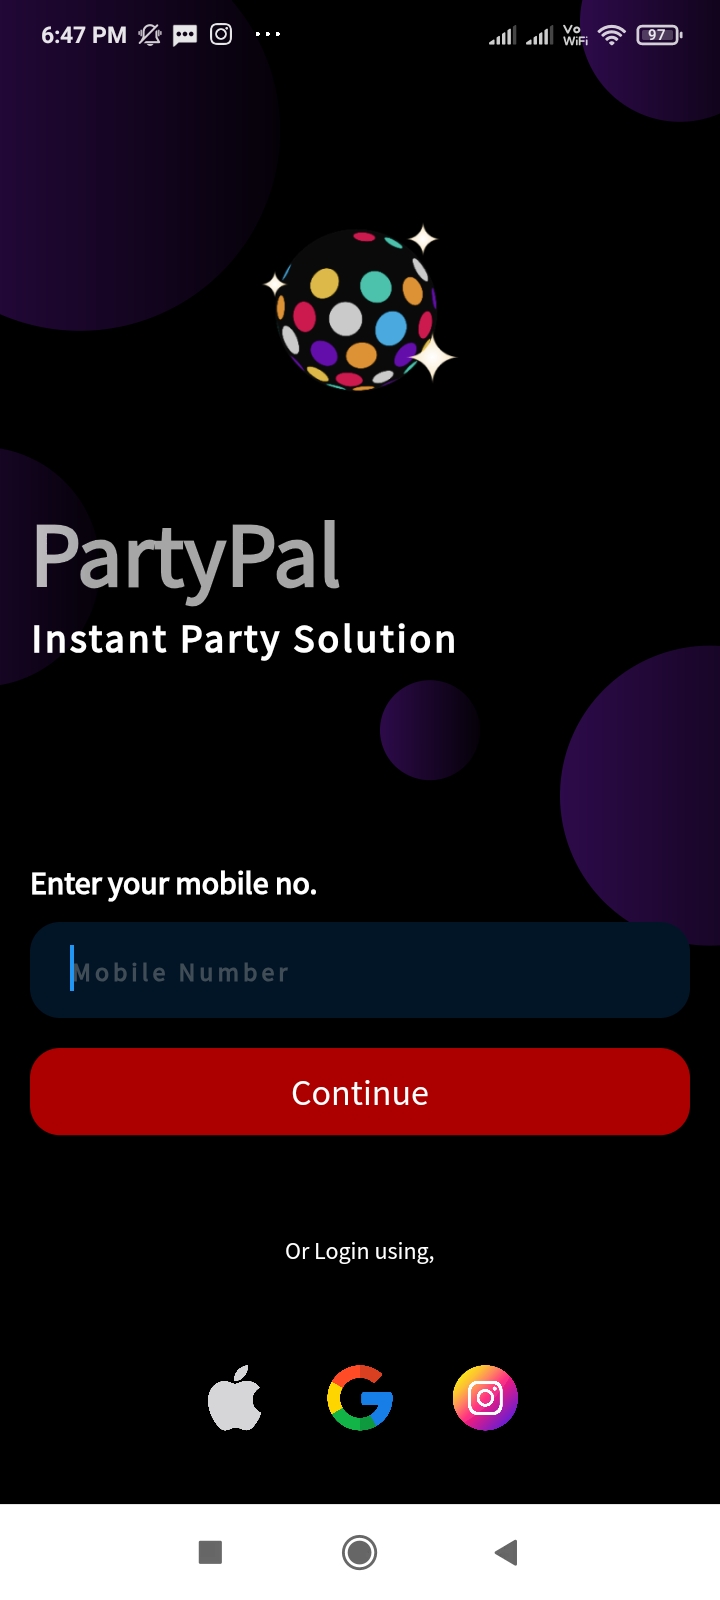 6:47 PM
Vo
WiFi
97
PartyPal
Instant Party Solution
Enter your mobile no.
Mobile Number
Continue
Or Login using,